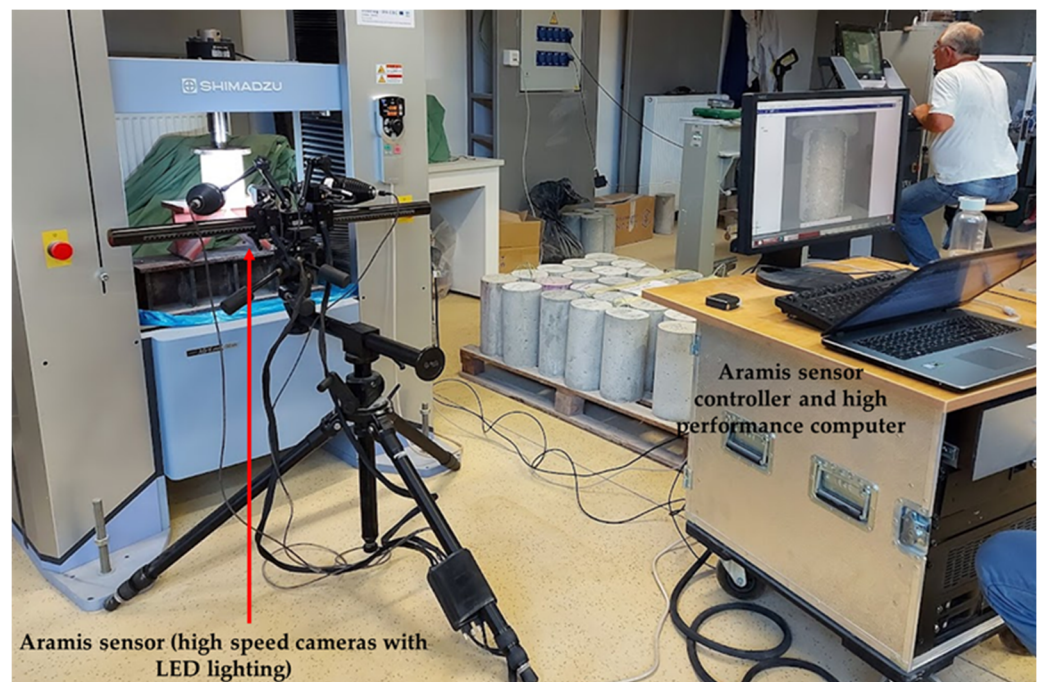 SHIMADZU
Aramis sensor
controller and high
performance computer
Aramis sensor (high speed cameras with
LED lighting)